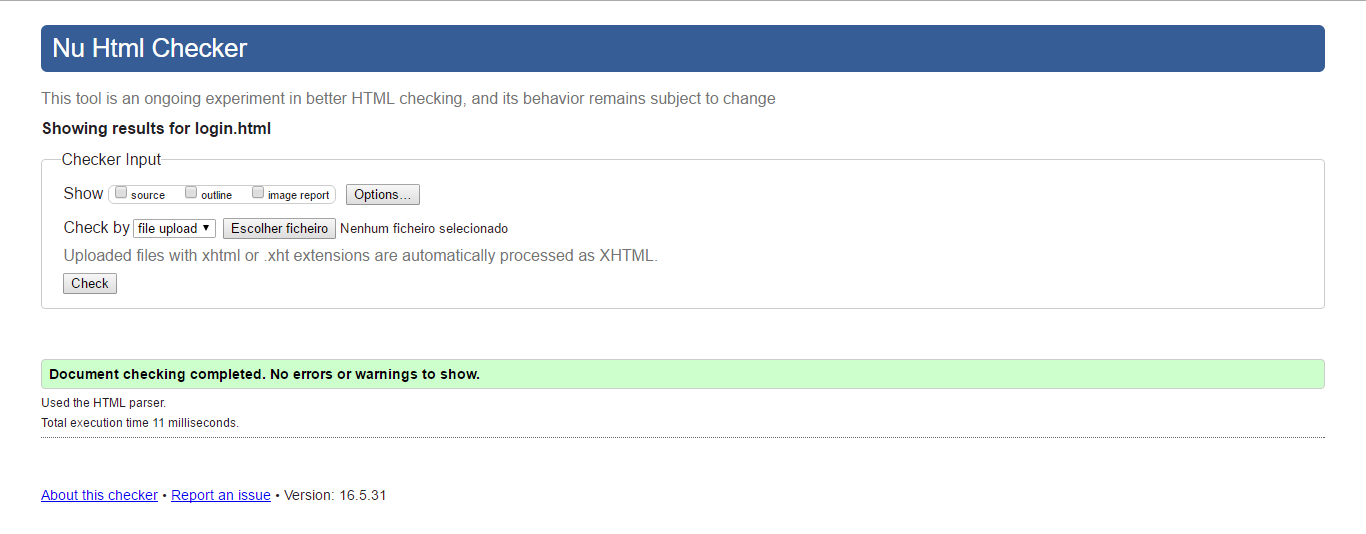 Nu Html Checker
This tool is an ongoing experiment in better HTML checking, and its behavior remains subject to change
Showing results for login.html
Checker Input
Show source outline image report Options...
Check by file upload Escolher ficheiro Nenhum ficheiro selecionado
Uploaded files with xhtml or .xht extensions are automatically processed as XHTML.
Check
Document checking completed. No errors or warnings to show.
Used the HTML parser.
Total execution time 11 milliseconds.
About this checker • Report an issue • Version: 16.5.31